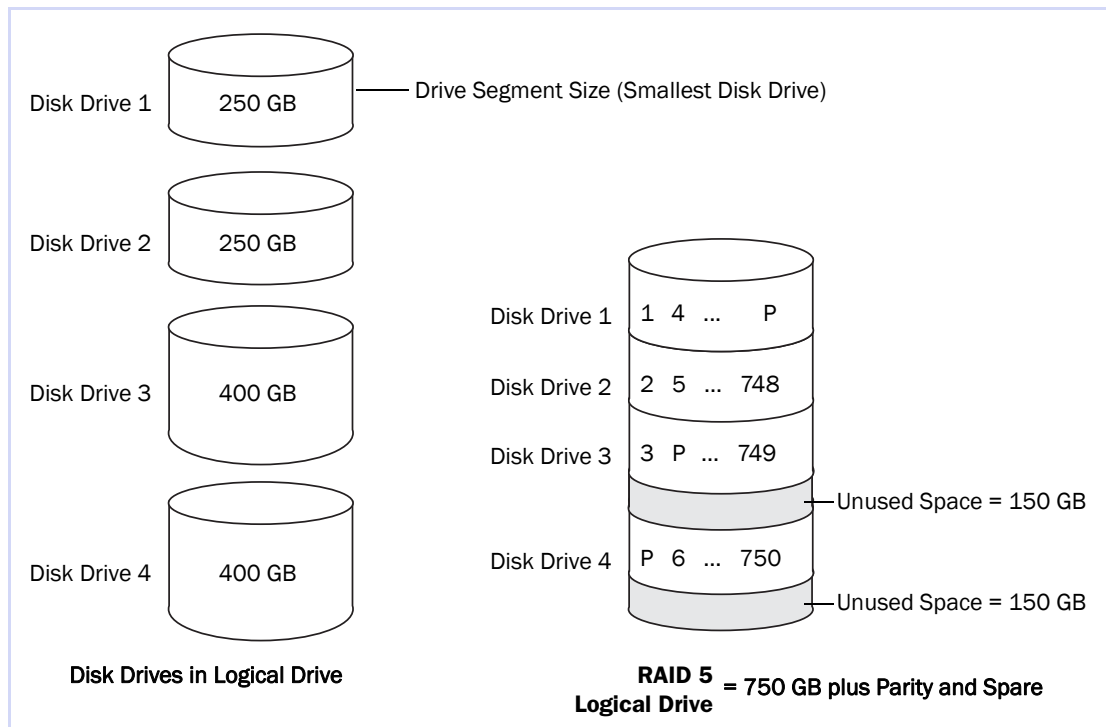 Disk Drive 1
250 GB
Drive Segment Size (Smallest Disk Drive)
Disk Drive 2
250 GB
Disk Drive 3
400 GB
Disk Drive 4
400 GB
Disk Drives in Logical Drive
Disk Drive 1
1 4 ... P
Disk Drive 2
2 5 ... 748
Disk Drive 3
3 P ... 749
Unused Space = 150 GB
Disk Drive 4
P 6 ... 750
Unused Space = 150 GB
RAID 5
Logical Drive
= 750 GB plus Parity and Spare